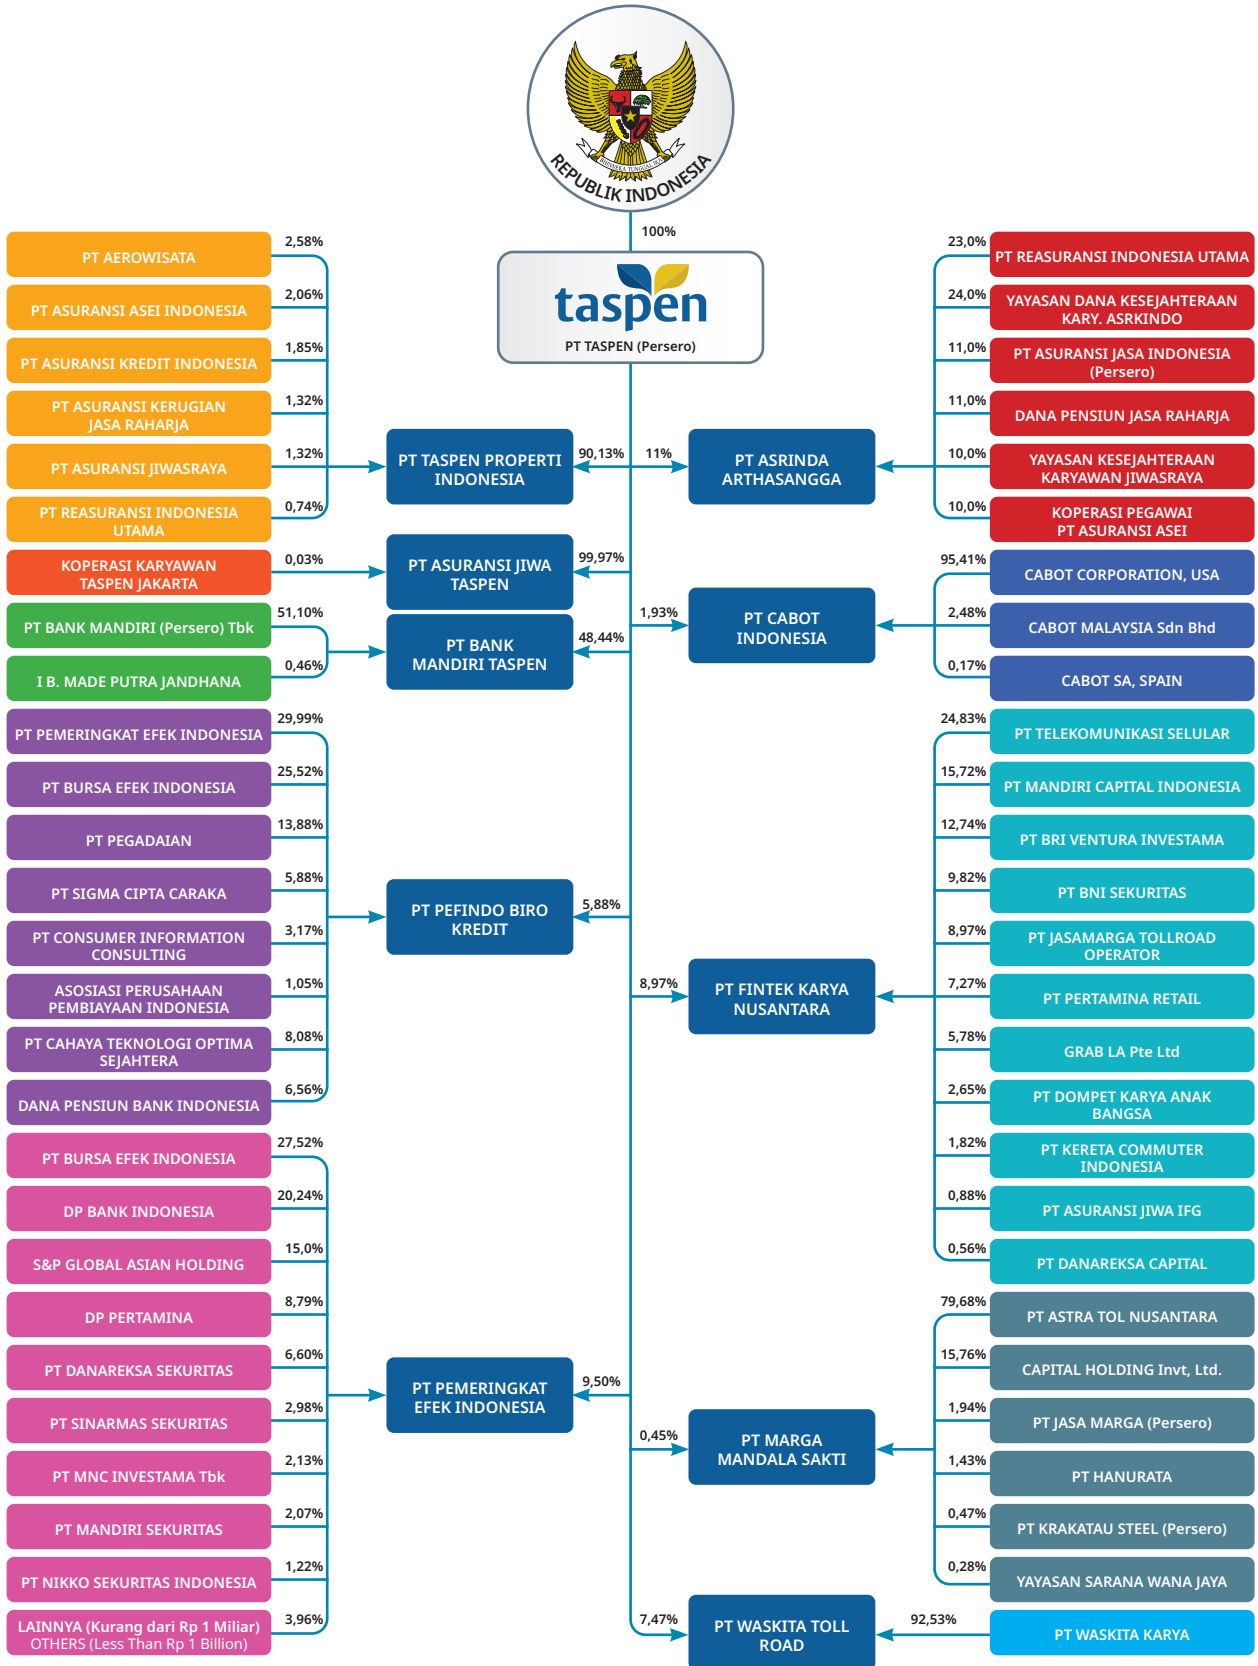 BHINNEKA TUNGGAL IKA
REPUBLIK INDONESIA
100%
taspen
PT TASPEN (Persero)
PT AEROWISATA
2,58%
PT ASURANSI ASEI INDONESIA
2,06%
PT ASURANSI KREDIT INDONESIA
1,85%
PT ASURANSI KERUGIAN
JASA RAHARJA
1,32%
PT ASURANSI JIWASRAYA
1,32%
PT REASURANSI INDONESIA
UTAMA
0,74%
PT TASPEN PROPERTI
INDONESIA
90,13%
KOPERASI KARYAWAN
TASPEN JAKARTA
0,03%
PT ASURANSI JIWA
TASPEN
99,97%
PT BANK MANDIRI (Persero) Tbk
51,10%
I B. MADE PUTRA JANDHANA
0,46%
PT BANK
MANDIRI TASPEN
48,44%
PT PEMERINGKAT EFEK INDONESIA
29,99%
PT BURSA EFEK INDONESIA
25,52%
PT PEGADAIAN
13,88%
PT SIGMA CIPTA CARAKA
5,88%
PT CONSUMER INFORMATION
CONSULTING
3,17%
ASOSIASI PERUSAHAAN
PEMBIAYAAN INDONESIA
1,05%
PT CAHAYA TEKNOLOGI OPTIMA
SEJAHTERA
8,08%
DANA PENSIUN BANK INDONESIA
6,56%
PT PEFINDO BIRO
KREDIT
5,88%
PT BURSA EFEK INDONESIA
27,52%
DP BANK INDONESIA
20,24%
S&P GLOBAL ASIAN HOLDING
15,0%
DP PERTAMINA
8,79%
PT DANAREKSA SEKURITAS
6,60%
PT SINARMAS SEKURITAS
2,98%
PT MNC INVESTAMA Tbk
2,13%
PT MANDIRI SEKURITAS
2,07%
PT NIKKO SEKURITAS INDONESIA
1,22%
LAINNYA (Kurang dari Rp 1 Miliar)
OTHERS (Less Than Rp 1 Billion)
3,96%
PT PEMERINGKAT
EFEK INDONESIA
9,50%
11%
PT ASRINDA
ARTHASANGGA
23,0%
PT REASURANSI INDONESIA UTAMA
24,0%
YAYASAN DANA KESEJAHTERAAN
KARY. ASRKINDO
11,0%
PT ASURANSI JASA INDONESIA
(Persero)
11,0%
DANA PENSIUN JASA RAHARJA
10,0%
YAYASAN KESEJAHTERAAN
KARYAWAN JIWASRAYA
10,0%
KOPERASI PEGAWAI
PT ASURANSI ASEI
1,93%
PT CABOT
INDONESIA
95,41%
CABOT CORPORATION, USA
2,48%
CABOT MALAYSIA Sdn Bhd
0,17%
CABOT SA, SPAIN
8,97%
PT FINTEK KARYA
NUSANTARA
24,83%
PT TELEKOMUNIKASI SELULAR
15,72%
PT MANDIRI CAPITAL INDONESIA
12,74%
PT BRI VENTURA INVESTAMA
9,82%
PT BNI SEKURITAS
8,97%
PT JASAMARGA TOLLROAD
OPERATOR
7,27%
PT PERTAMINA RETAIL
5,78%
GRAB LA Pte Ltd
2,65%
PT DOMPET KARYA ANAK
BANGSA
1,82%
PT KERETA COMMUTER
INDONESIA
0,88%
PT ASURANSI JIWA IFG
0,56%
PT DANAREKSA CAPITAL
0,45%
PT MARGA
MANDALA SAKTI
79,68%
PT ASTRA TOL NUSANTARA
15,76%
CAPITAL HOLDING Invt, Ltd.
1,94%
PT JASA MARGA (Persero)
1,43%
PT HANURATA
0,47%
PT KRAKATAU STEEL (Persero)
0,28%
YAYASAN SARANA WANA JAYA
7,47%
PT WASKITA TOLL
ROAD
92,53%
PT WASKITA KARYA